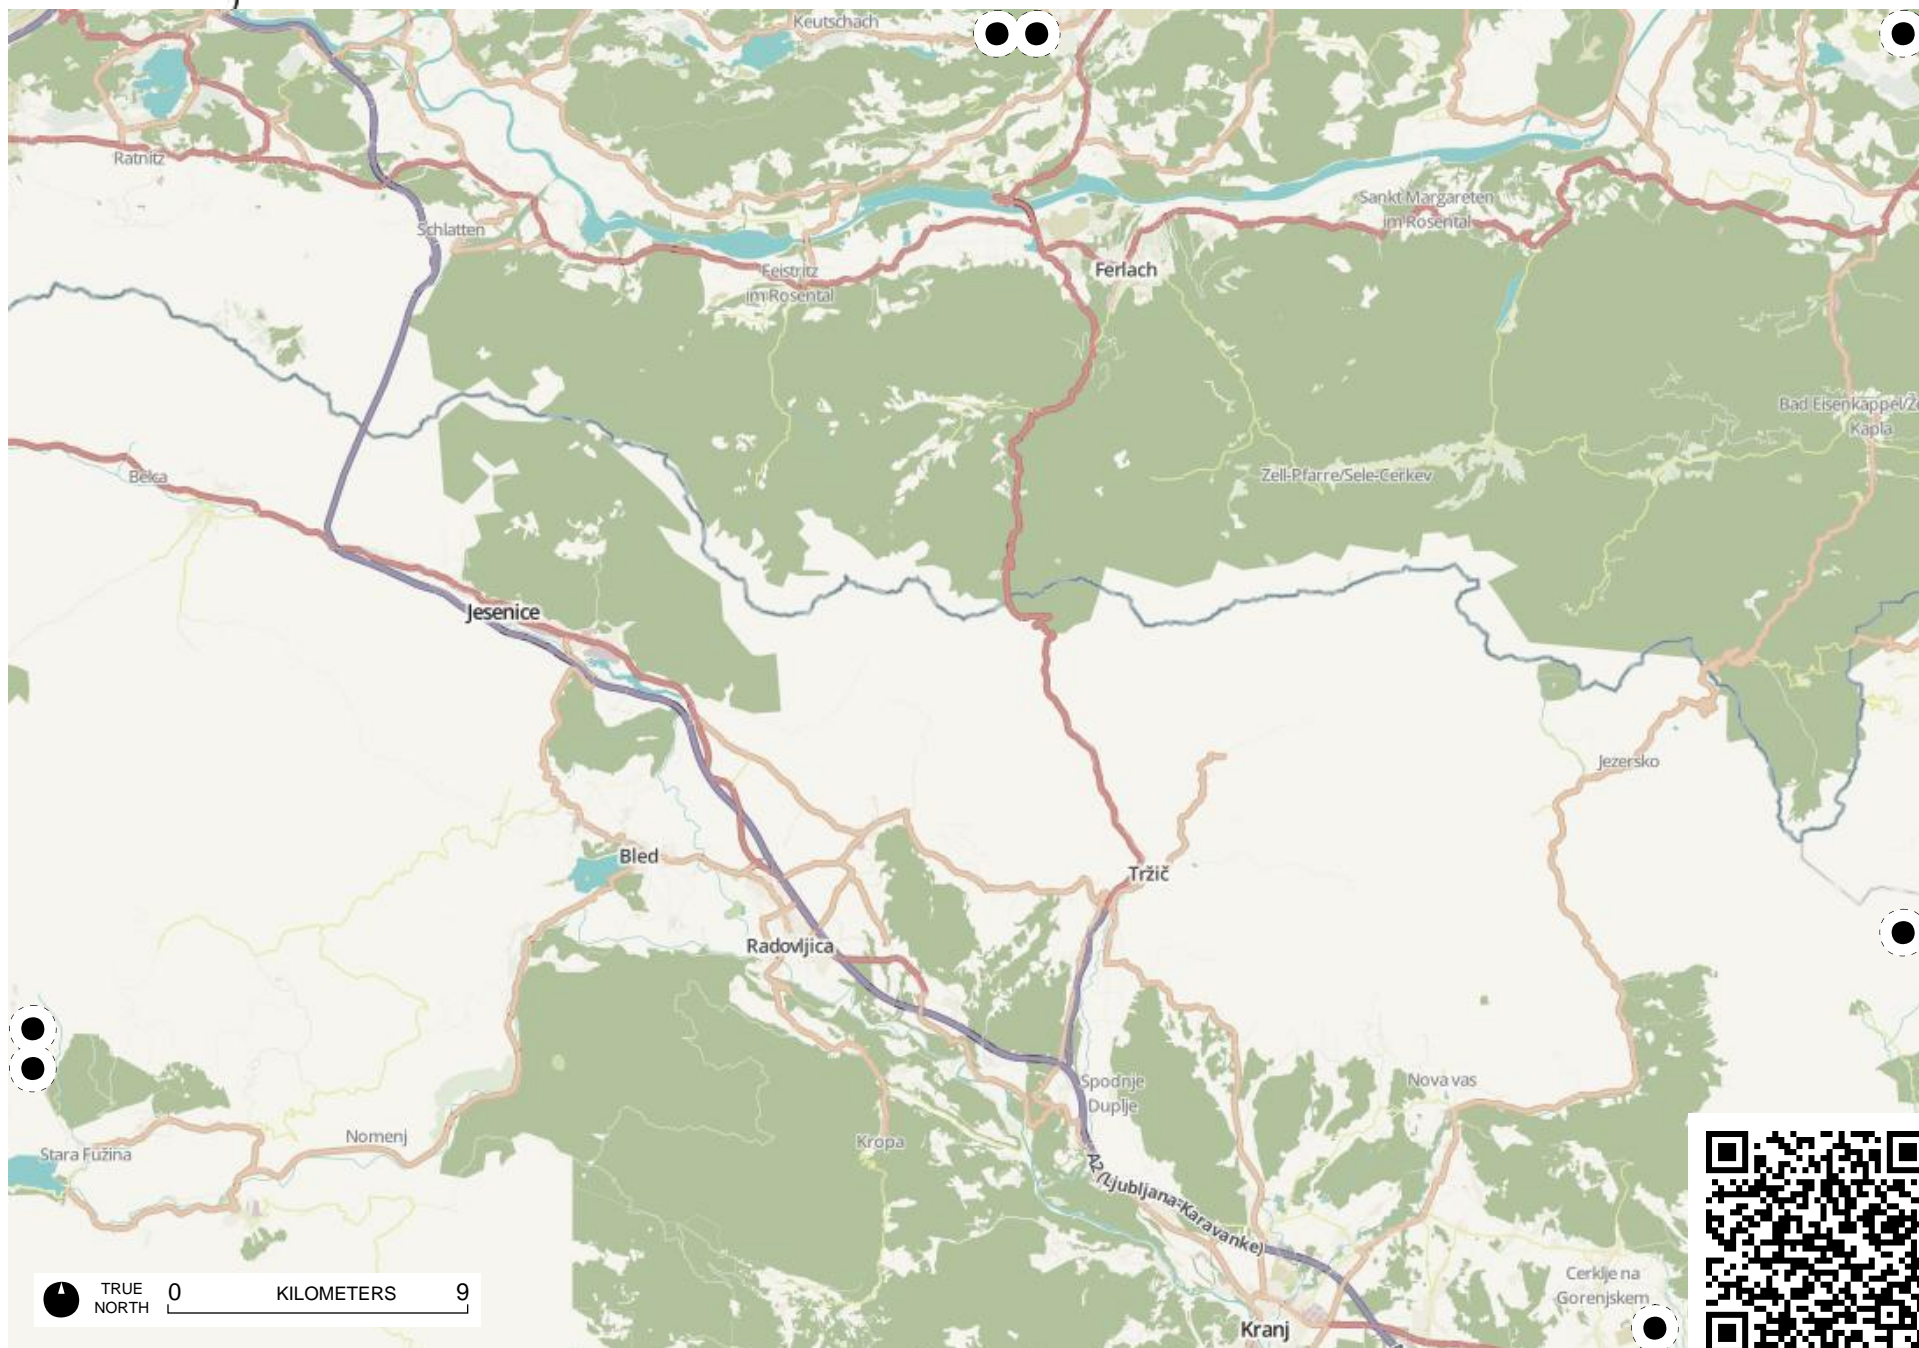 Keutschach
Ratnitz
Sankt Margareten
im Rosental
Schlatten
Feistritz
im Rosental
Ferlach
Bad Eisenkappel/Že
Kapla
Belca
Zell-Pfarre/Sele-Cerkev
Jesenice
Jezersko
Bled
Tržič
Radovljica
Spodnje
Duplje
Nova vas
Nomenj
Kropa
Stara Fužina
A2 (Ljubljana-Karavanke)
Cerklje na
Gorenjskem
Kranj
TRUE
NORTH
0 KILOMETERS 9